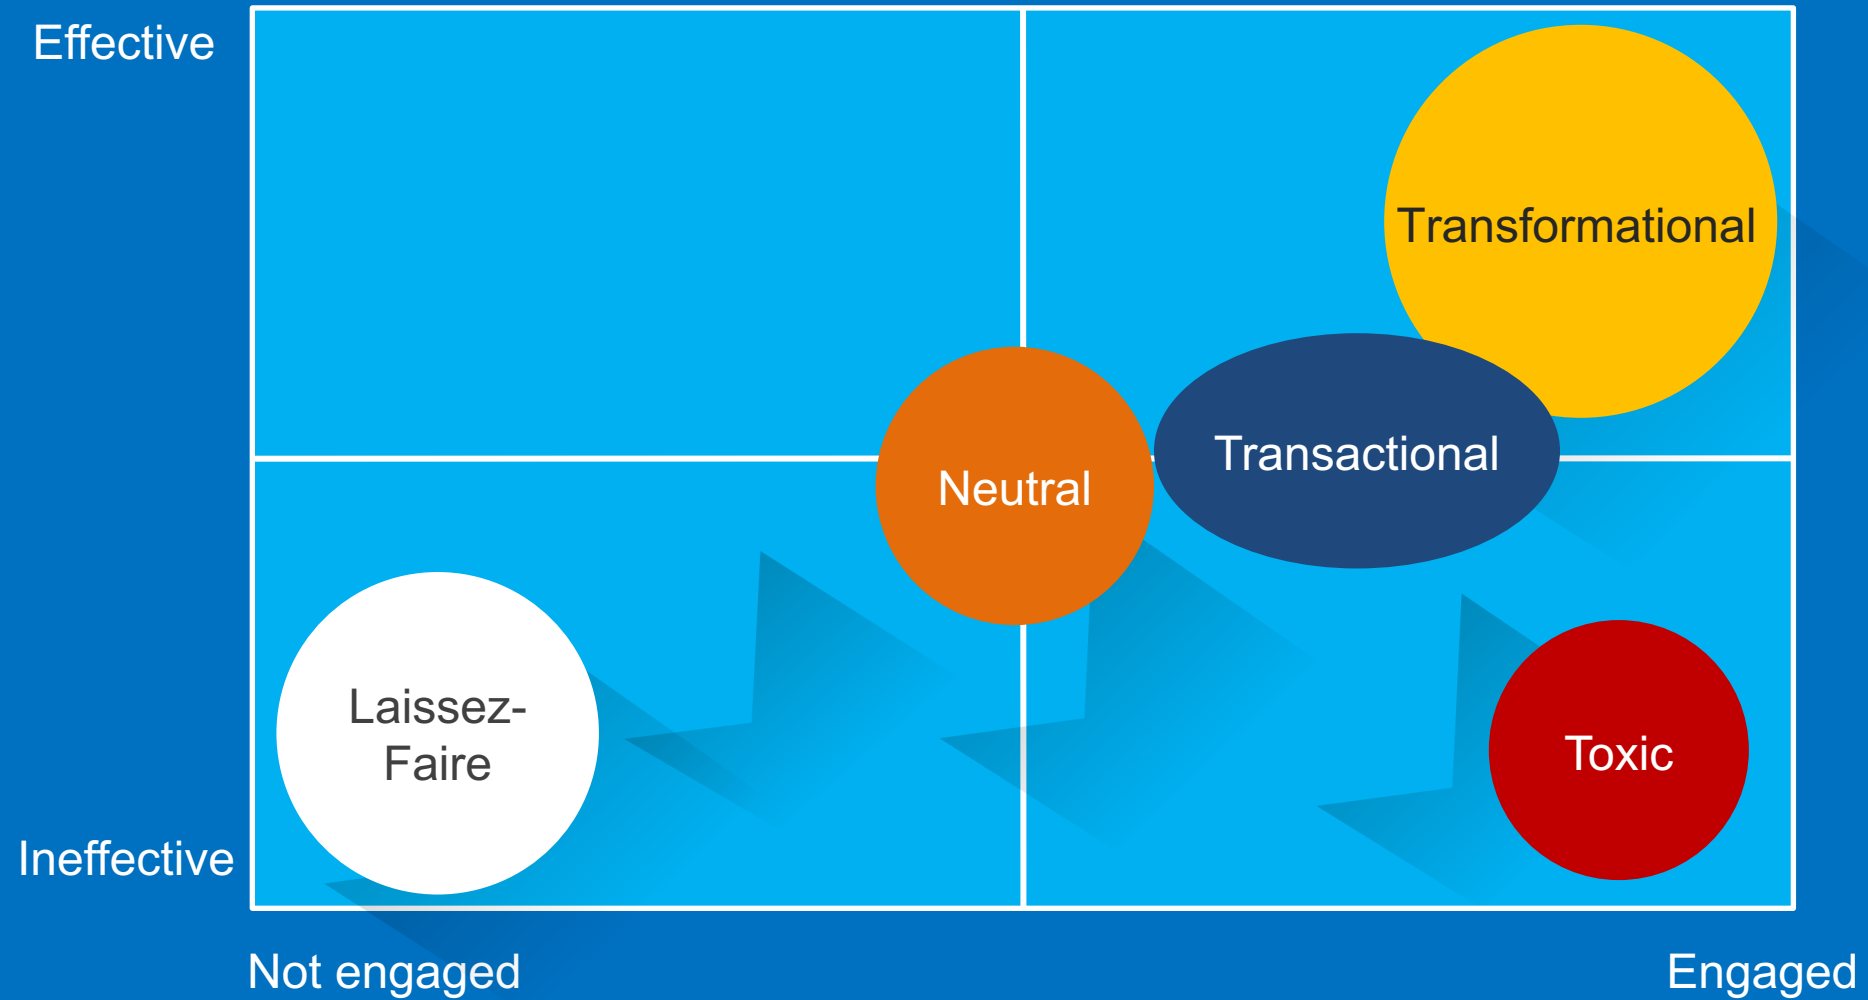 Effective
Transformational
Transactional
Neutral
Laissez-
Faire
Toxic
Ineffective
Not engaged
Engaged